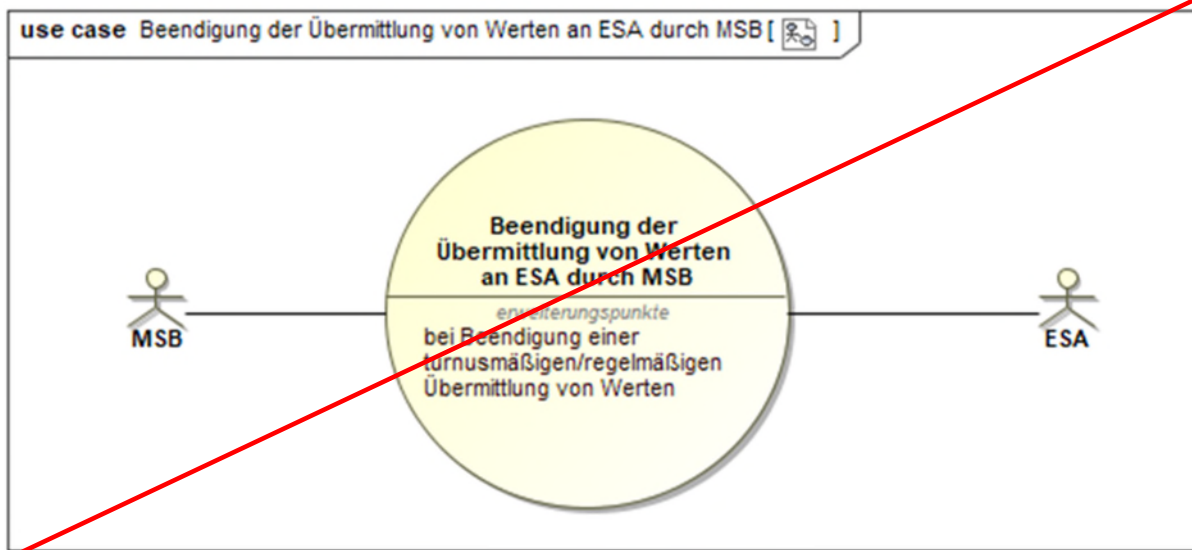 use case Beendigung der Übermittlung von Werten an ESA durch MSB [ ]
Beendigung der
Übermittlung von Werten
an ESA durch MSB
erweiterungspunkte
bei Beendigung einer
turnusmäßigen/regelmäßigen
Übermittlung von Werten
MSB
ESA